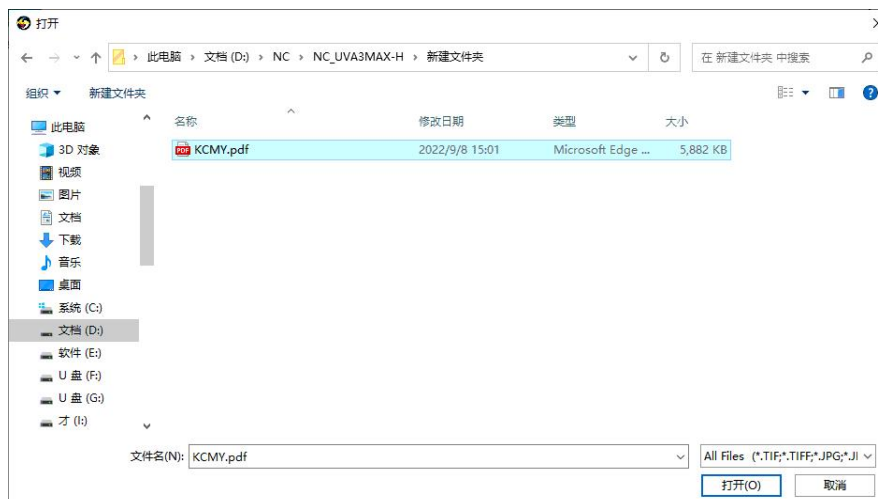 打开
此电脑 › 文档 (D:) › NC › NC_UVA3MAX-H › 新建文件夹
在 新建文件夹 中搜索
组织 新建文件夹
名称 修改日期 类型 大小
KCMY.pdf 2022/9/8 15:01 Microsoft Edge ... 5,882 KB
此电脑
3D 对象
视频
图片
文档
下载
音乐
桌面
系统 (C:)
文档 (D:)
软件 (E:)
U 盘 (F:)
U 盘 (G:)
才 (I:)
文件名(N): KCMY.pdf
All Files (*.TIF;*.TIFF;*.JPG;*.JI
打开(O) 取消